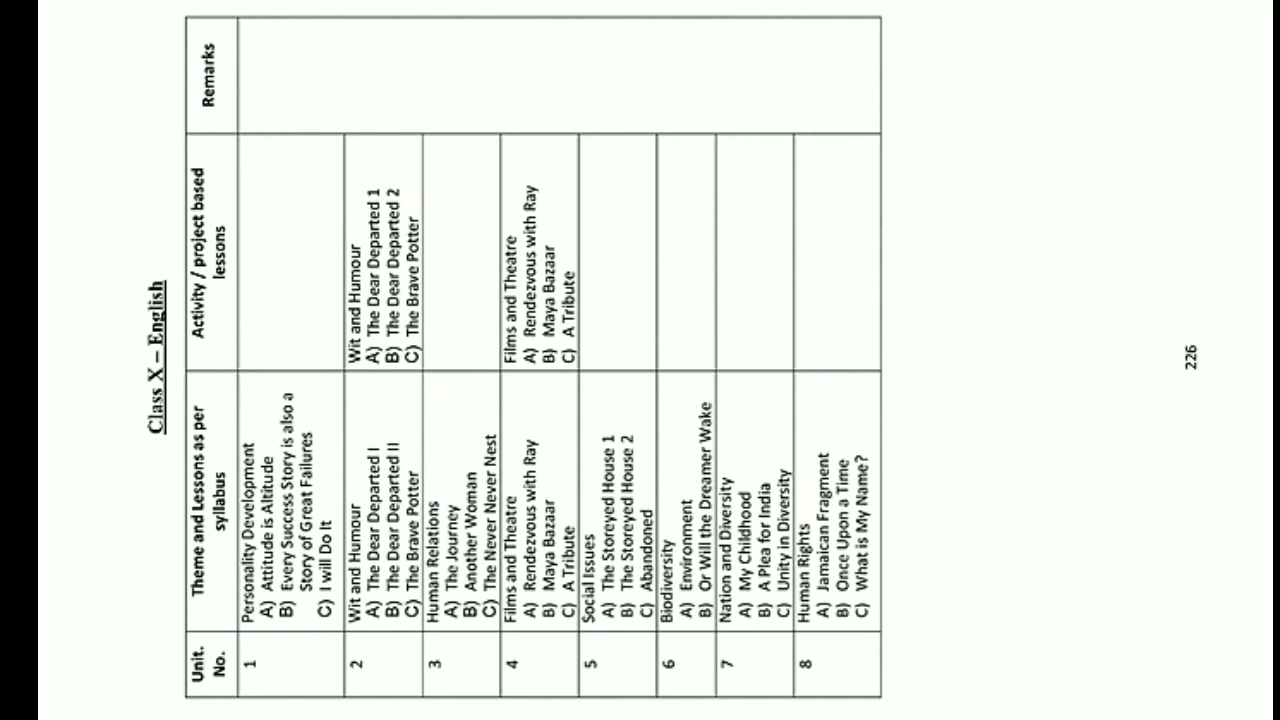 Class X – English
Unit.
No.
Theme and Lessons as per
syllabus
Activity / project based
lessons
Remarks
1
Personality Development
A) Attitude is Altitude
B) Every Success Story is also a
Story of Great Failures
C) I will Do It
2
Wit and Humour
A) The Dear Departed I
B) The Dear Departed II
C) The Brave Potter
Wit and Humour
A) The Dear Departed 1
B) The Dear Departed 2
C) The Brave Potter
3
Human Relations
A) The Journey
B) Another Woman
C) The Never Never Nest
4
Films and Theatre
A) Rendezvous with Ray
B) Maya Bazaar
C) A Tribute
Films and Theatre
A) Rendezvous with Ray
B) Maya Bazaar
C) A Tribute
5
Social Issues
A) The Storeyed House 1
B) The Storeyed House 2
C) Abandoned
6
Biodiversity
A) Environment
B) Or Will the Dreamer Wake
7
Nation and Diversity
A) My Childhood
B) A Plea for India
C) Unity in Diversity
8
Human Rights
A) Jamaican Fragment
B) Once Upon a Time
C) What is My Name?
226